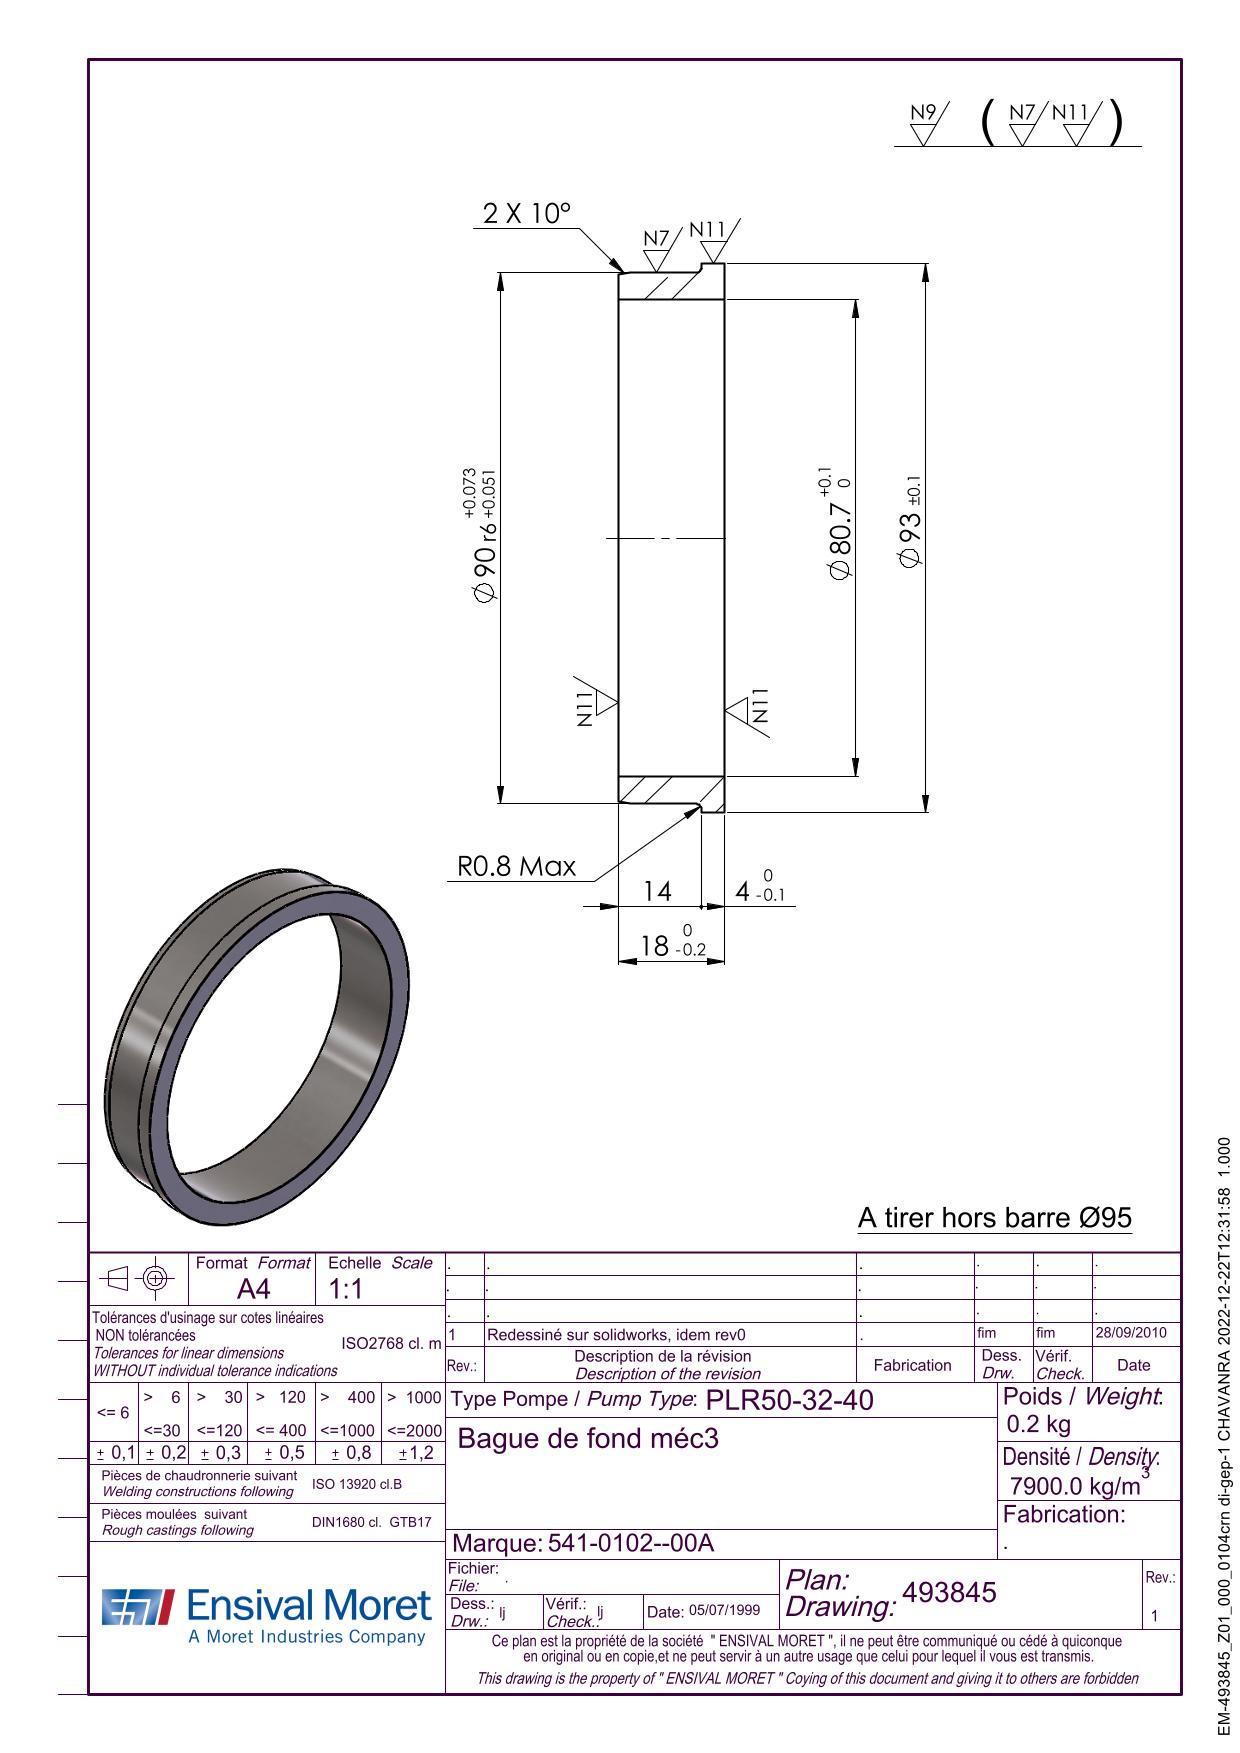 N9 ( N7 N11 )
2 X 10°
N7
N11
Ø 90 r6 +0.073 +0.051
Ø 80.7 +0.1 0
Ø 93 ±0.1
N11
N11
R0.8 Max
14
4 0 -0.1
18 0 -0.2
A tirer hors barre Ø95
Format Format
A4
Echelle Scale
1:1
Tolérances d'usinage sur cotes linéaires
NON tolérancées
Tolerances for linear dimensions
WITHOUT individual tolerance indications
ISO2768 cl. m
<= 6
> 6 <=30
> 30 <=120
> 120 <= 400
> 400 <=1000
> 1000 <=2000
± 0,1 ± 0,2 ± 0,3 ± 0,5 ± 0,8 ±1,2
Pièces de chaudronnerie suivant
Welding constructions following
ISO 13920 cl.B
Pièces moulées suivant
Rough castings following
DIN1680 cl. GTB17
Ensival Moret
A Moret Industries Company
. . . . . .
. . . . . .
. . . . . .
1 Redessiné sur solidworks, idem rev0 . fim fim 28/09/2010
Rev.:
Description de la révision
Description of the revision
Fabrication
Dess.
Drw.
Vérif.
Check.
Date
Type Pompe / Pump Type: PLR50-32-40
Poids / Weight:
0.2 kg
Bague de fond méc3
Densité / Density:
7900.0 kg/m3
Fabrication:
.
Marque: 541-0102--00A
Fichier:
File: .
Dess.:
Drw.: lj
Vérif.:
Check.: lj
Date: 05/07/1999
Plan:
Drawing: 493845
Rev.:
1
Ce plan est la propriété de la société " ENSIVAL MORET ", il ne peut être communiqué ou cédé à quiconque
en original ou en copie,et ne peut servir à un autre usage que celui pour lequel il vous est transmis.
This drawing is the property of " ENSIVAL MORET " Coying of this document and giving it to others are forbidden
EM-493845_Z01_000_0104crn di-gep-1 CHAVANRA 2022-12-22T12:31:58 1.000